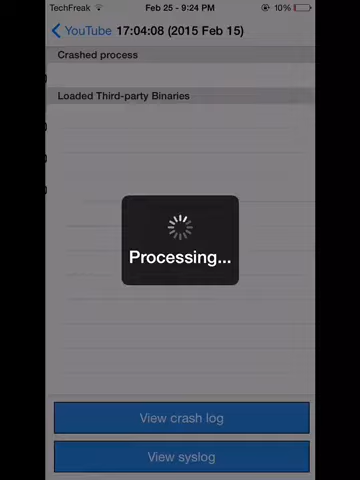 TechFreak Feb 25 - 9:24 PM 10%
YouTube 17:04:08 (2015 Feb 15)
Crashed process
Loaded Third-party Binaries
Processing...
View crash log
View syslog